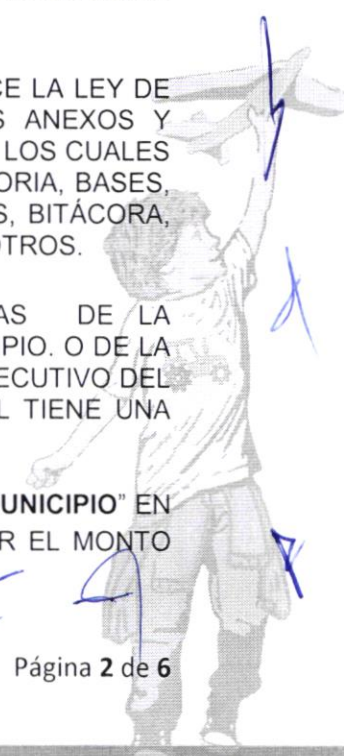 CE LA LEY DE
S ANEXOS Y
LOS CUALES
ORIA, BASES,
S, BITÁCORA,
OTROS.
AS DE LA
PIO. O DE LA
ECUTIVO DEL
L TIENE UNA
UNICIPIO" EN
R EL MONTO
Página 2 de 6